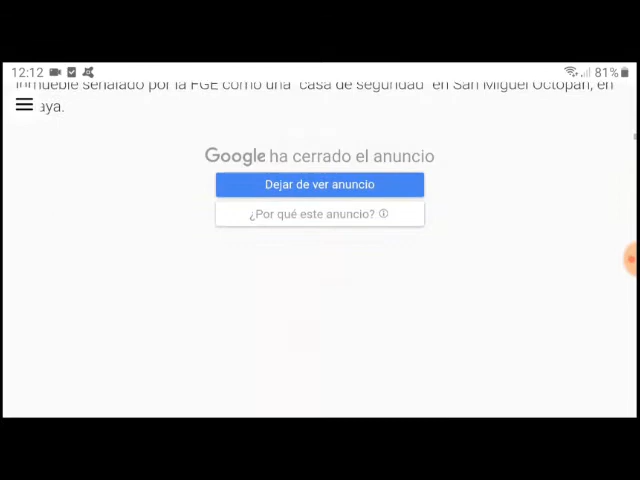 12:12 81%
inmueble señalado por la FGE como una "casa de seguridad" en San Miguel Octopan, en
aya.
Google ha cerrado el anuncio
Dejar de ver anuncio
¿Por qué este anuncio?